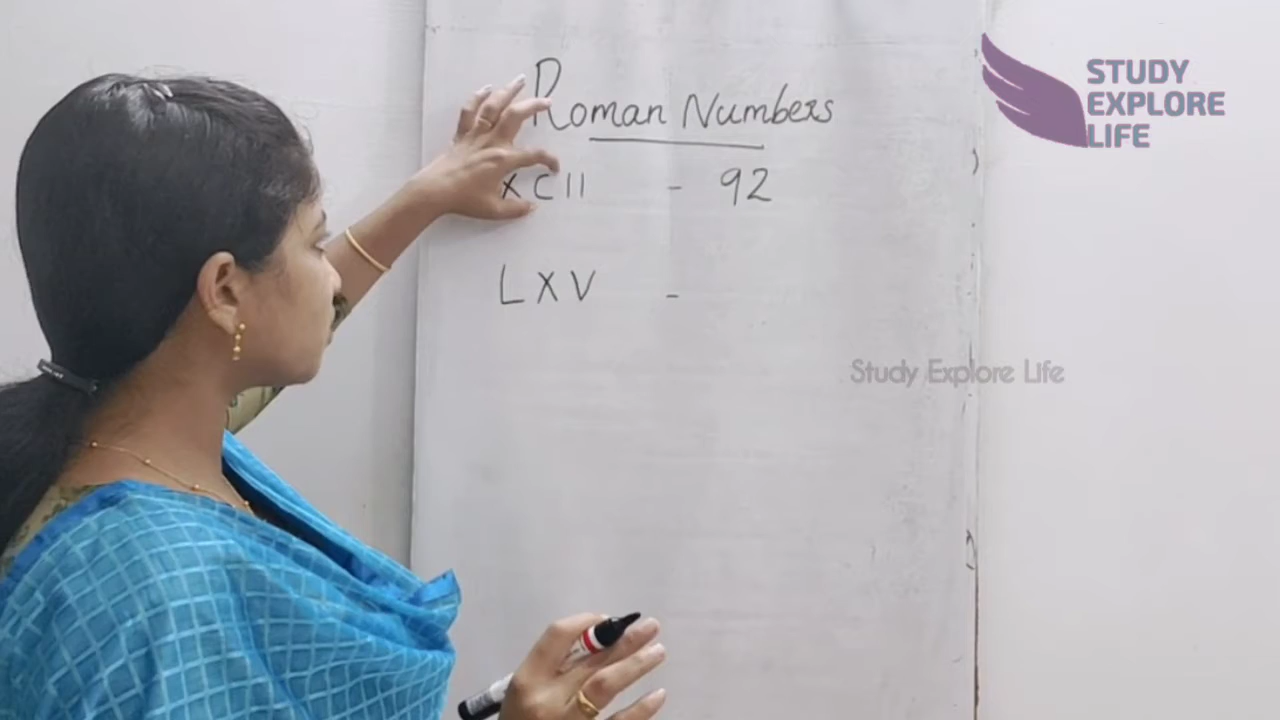 Roman Numbers
XCII - 92
LXV -
STUDY
EXPLORE
LIFE
Study Explore Life